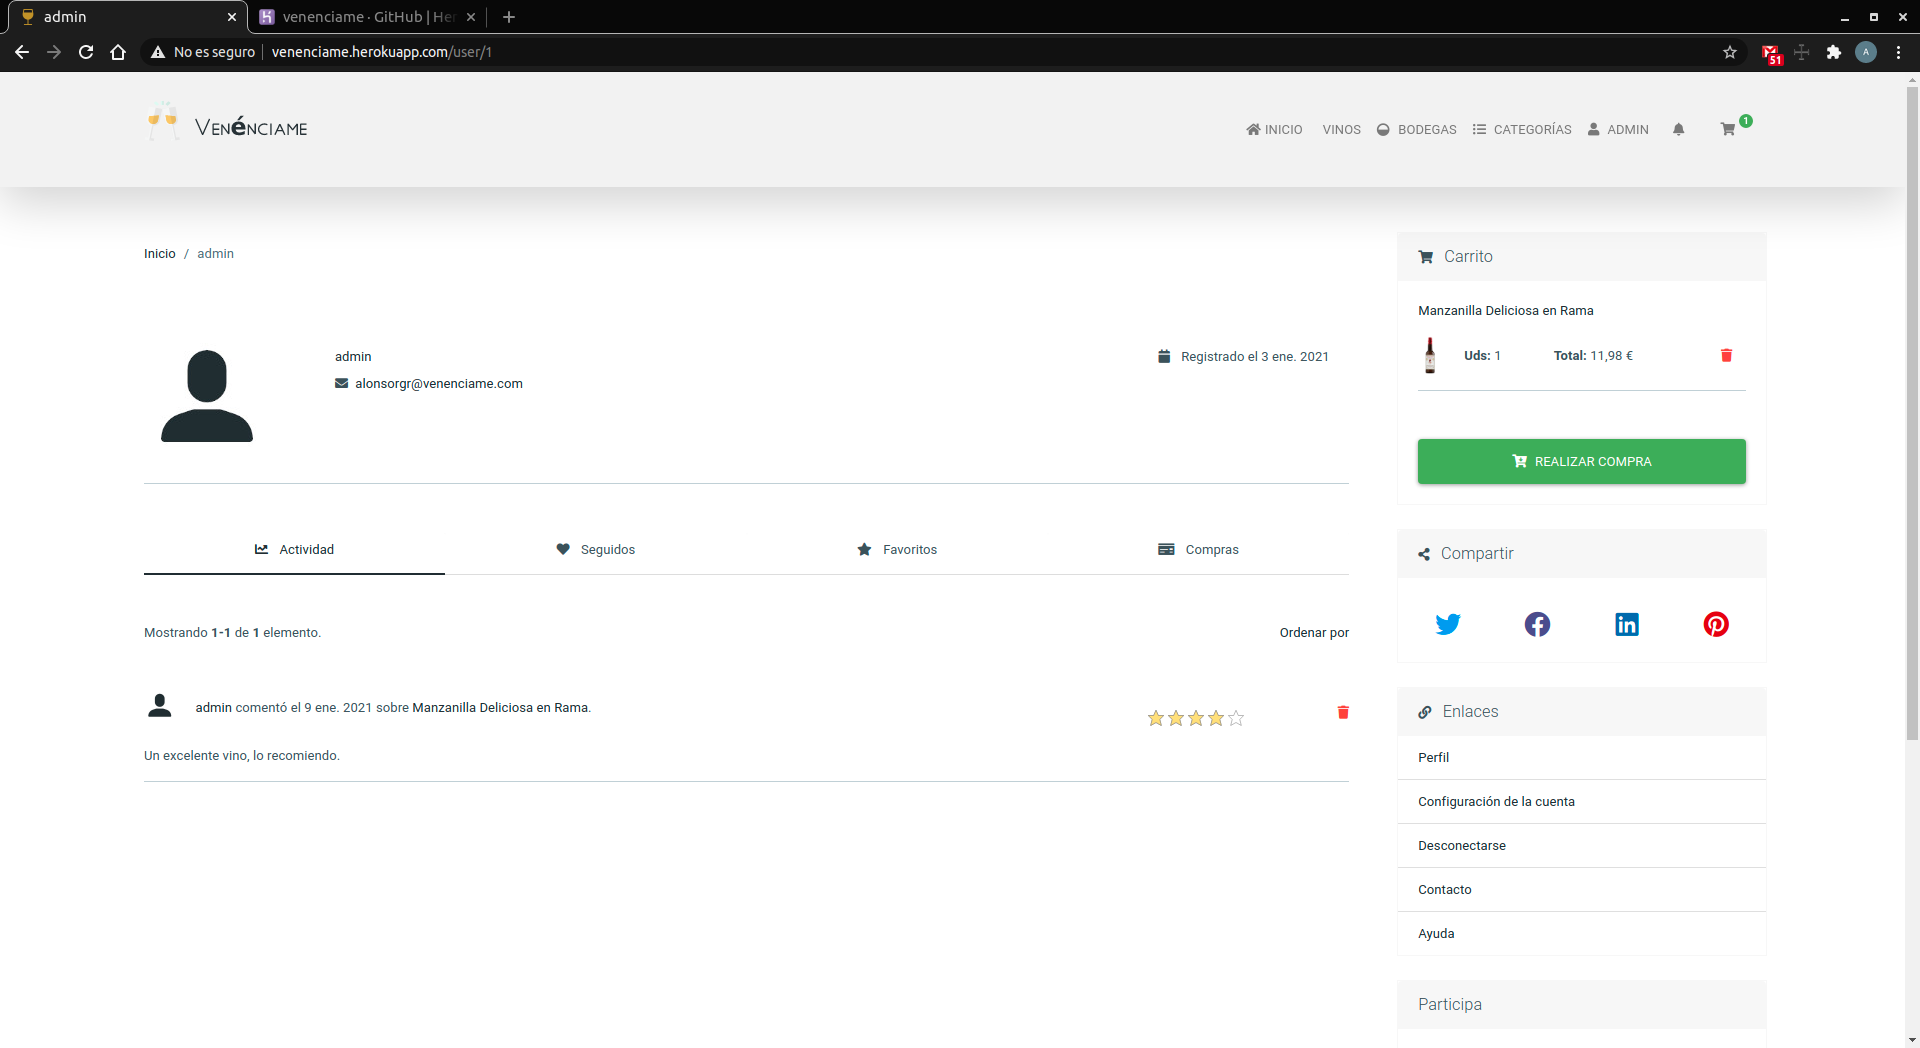 admin
venenciame · GitHub | Her
No es seguro
venenciame.herokuapp.com/user/1
51
A
Venénciame
INICIO
VINOS
BODEGAS
CATEGORÍAS
ADMIN
1
Inicio / admin
admin
alonsorgr@venenciame.com
Registrado el 3 ene. 2021
Actividad
Seguidos
Favoritos
Compras
Mostrando 1-1 de 1 elemento.
Ordenar por
admin comentó el 9 ene. 2021 sobre Manzanilla Deliciosa en Rama.
Un excelente vino, lo recomiendo.
Carrito
Manzanilla Deliciosa en Rama
Uds: 1
Total: 11,98 €
REALIZAR COMPRA
Compartir
Enlaces
Perfil
Configuración de la cuenta
Desconectarse
Contacto
Ayuda
Participa